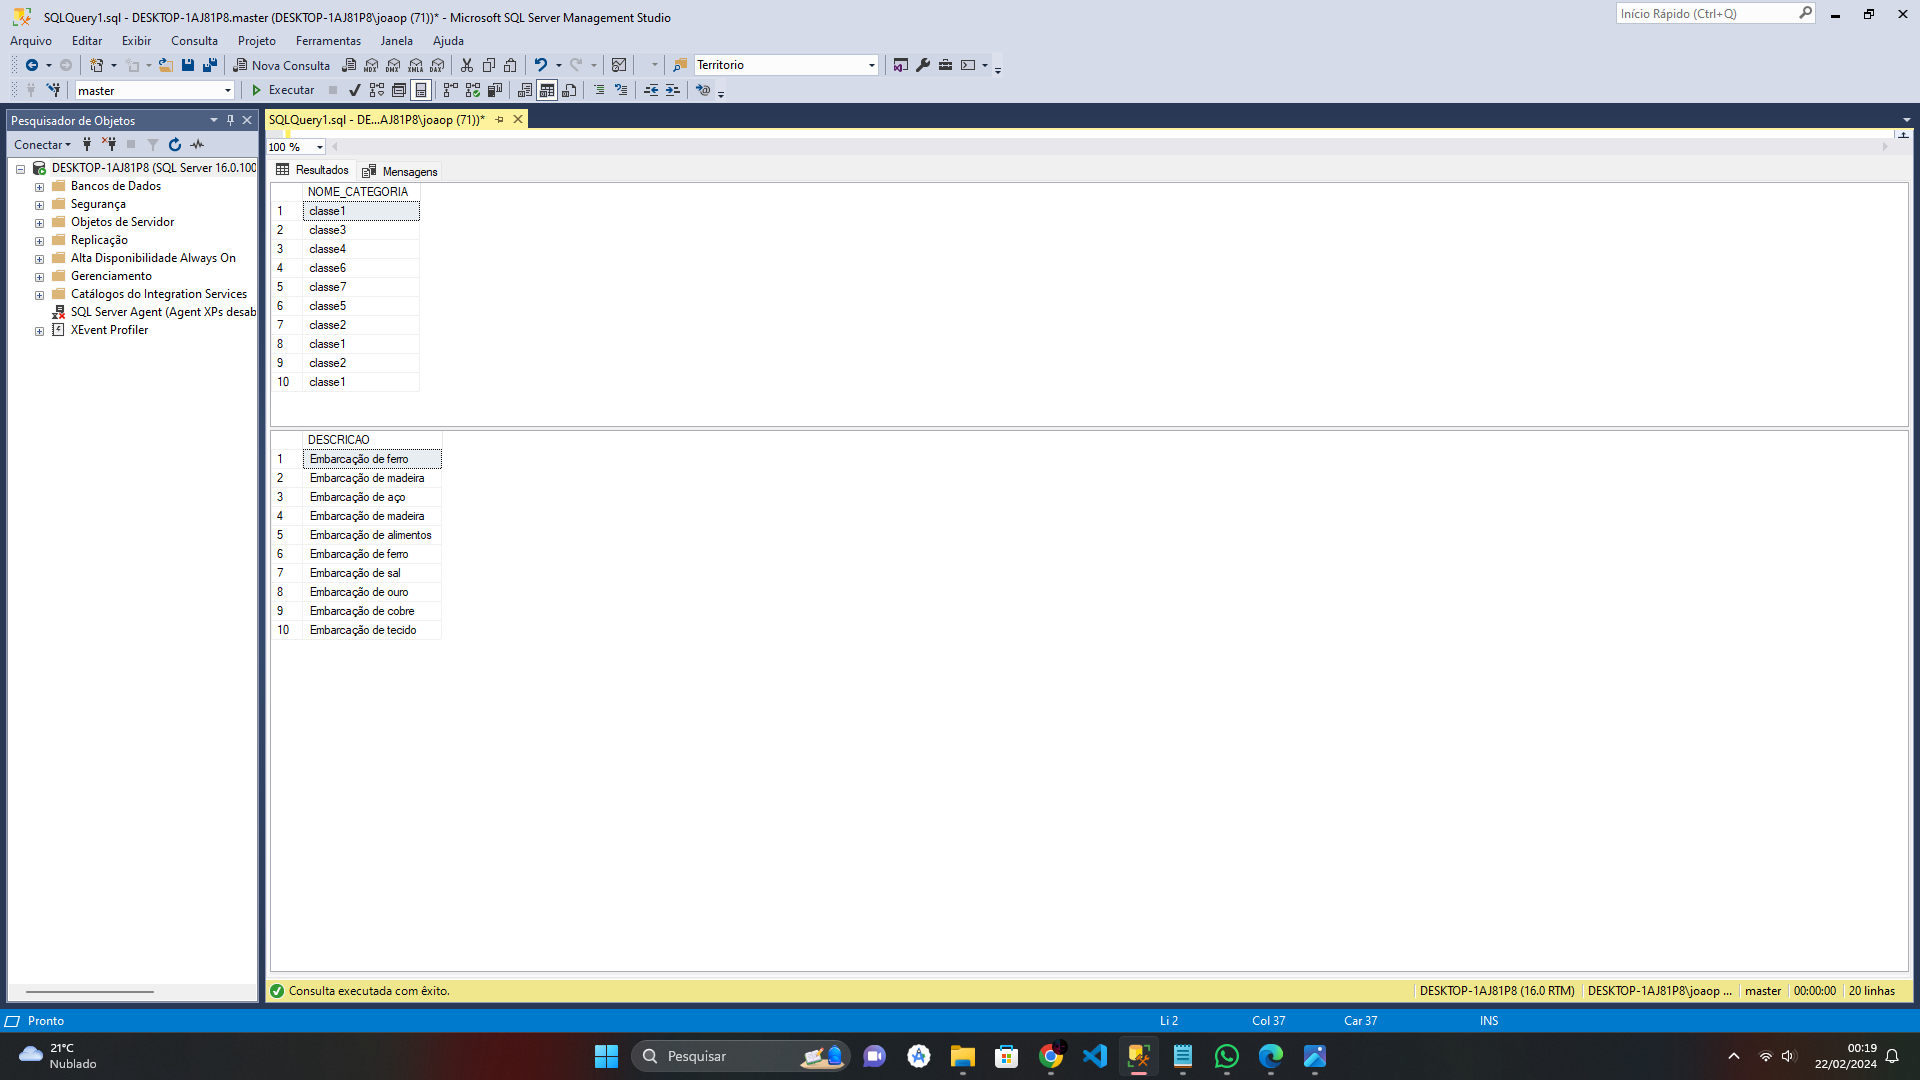 SQLQuery1.sql - DESKTOP-1AJ81P8.master (DESKTOP-1AJ81P8\joaop (71))* - Microsoft SQL Server Management Studio
Início Rápido (Ctrl+Q)
Arquivo Editar Exibir Consulta Projeto Ferramentas Janela Ajuda
Nova Consulta MDX DMX XMLA DAX Territorio
master Executar
Pesquisador de Objetos
SQLQuery1.sql - DE...AJ81P8\joaop (71))*
Conectar
100 %
DESKTOP-1AJ81P8 (SQL Server 16.0.100
Bancos de Dados
Segurança
Objetos de Servidor
Replicação
Alta Disponibilidade Always On
Gerenciamento
Catálogos do Integration Services
SQL Server Agent (Agent XPs desab
XEvent Profiler
Resultados Mensagens
NOME_CATEGORIA
1 classe1
2 classe3
3 classe4
4 classe6
5 classe7
6 classe5
7 classe2
8 classe1
9 classe2
10 classe1
DESCRICAO
1 Embarcação de ferro
2 Embarcação de madeira
3 Embarcação de aço
4 Embarcação de madeira
5 Embarcação de alimentos
6 Embarcação de ferro
7 Embarcação de sal
8 Embarcação de ouro
9 Embarcação de cobre
10 Embarcação de tecido
Consulta executada com êxito. DESKTOP-1AJ81P8 (16.0 RTM) DESKTOP-1AJ81P8\joaop ... master 00:00:00 20 linhas
Pronto Li 2 Col 37 Car 37 INS
21°C
Nublado
Pesquisar
00:19
22/02/2024